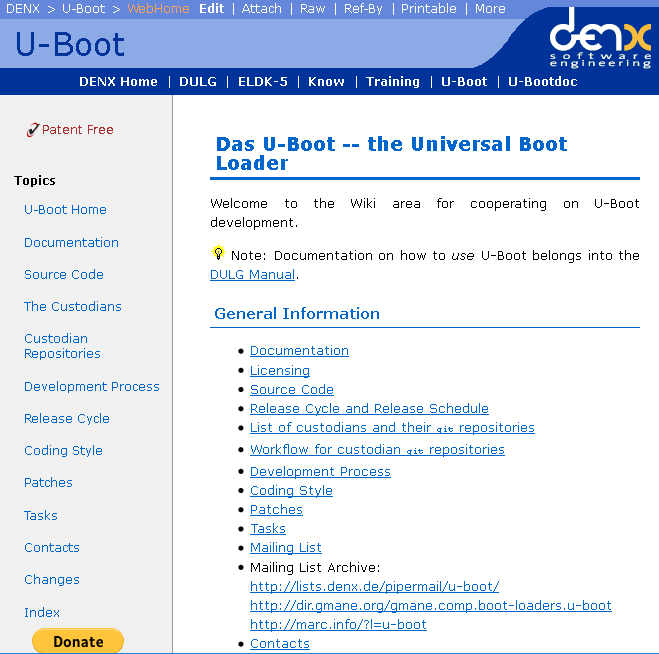 DENX > U-Boot > WebHome Edit | Attach | Raw | Ref-By | Printable | More
U-Boot
denx
software
engineering
DENX Home | DULG | ELDK-5 | Know | Training | U-Boot | U-Bootdoc
Patent Free
Topics
U-Boot Home
Documentation
Source Code
The Custodians
Custodian
Repositories
Development Process
Release Cycle
Coding Style
Patches
Tasks
Contacts
Changes
Index
Donate
Das U-Boot -- the Universal Boot
Loader
Welcome to the Wiki area for cooperating on U-Boot
development.
Note: Documentation on how to use U-Boot belongs into the
DULG Manual.
General Information
• Documentation
• Licensing
• Source Code
• Release Cycle and Release Schedule
• List of custodians and their git repositories
• Workflow for custodian git repositories
• Development Process
• Coding Style
• Patches
• Tasks
• Mailing List
• Mailing List Archive:
http://lists.denx.de/pipermail/u-boot/
http://dir.gmane.org/gmane.comp.boot-loaders.u-boot
http://marc.info/?l=u-boot
• Contacts